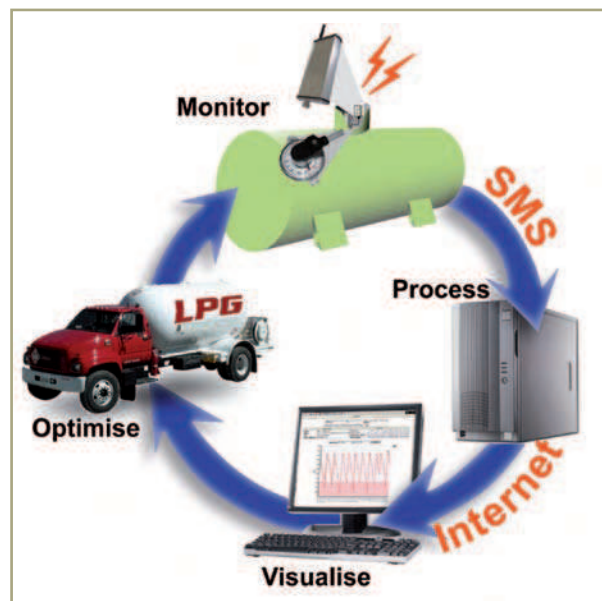 Monitor
SMS
Process
LPG
Optimise
Internet
Visualise